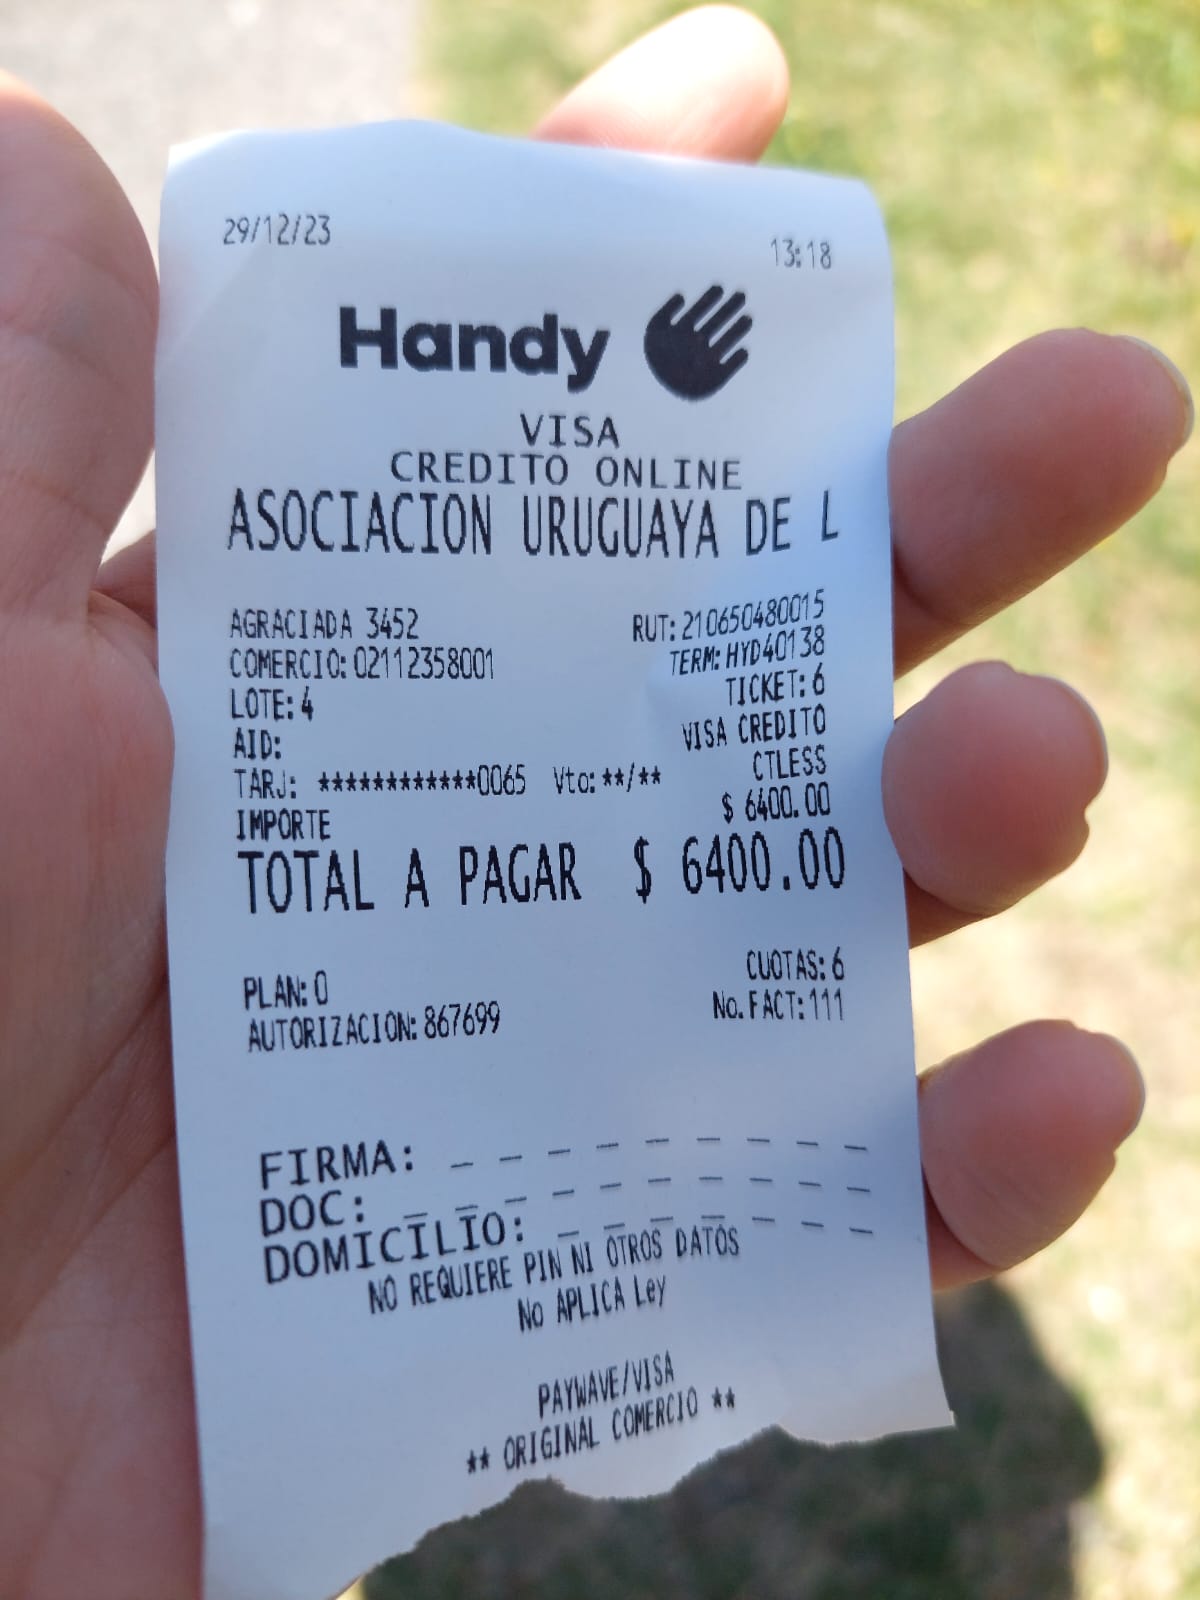 29/12/23 13:18
Handy
VISA
CREDITO ONLINE
ASOCIACION URUGUAYA DE L
AGRACIADA 3452 RUT: 210650480015
COMERCIO: 02112358001 TERM: HYD40138
LOTE: 4 TICKET: 6
AID: VISA CREDITO
TARJ: ************0065 Vto: **/** CTLESS
IMPORTE $ 6400.00
TOTAL A PAGAR $ 6400.00
PLAN: 0 CUOTAS: 6
AUTORIZACION: 867699 No. FACT: 111
FIRMA: _ _ _ _ _ _ _ _ _
DOC: _ _ _ _ _ _ _ _ _ _
DOMICILIO: _ _ _ _ _ _ _
NO REQUIERE PIN NI OTROS DATOS
No APLICA Ley
PAYWAVE/VISA
** ORIGINAL COMERCIO **